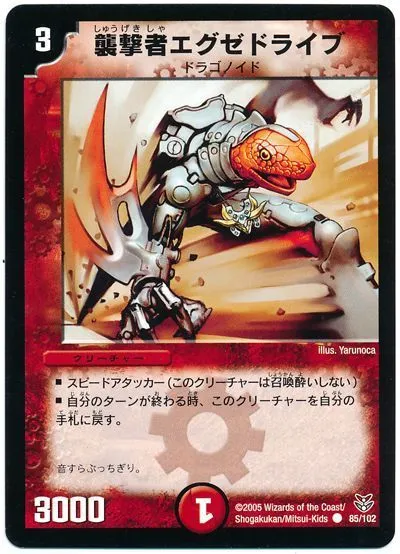 3
しゅうげきしゃ
襲撃者エグゼドライブ
ドラゴノイド
illus. Yarunoca
クリーチャー
■ スピードアタッカー(このクリーチャーは召喚酔いしない)
■ 自分のターンが終わる時、このクリーチャーを自分の
手札に戻す。
音すらぶっちぎり。
3000
1
©2005 Wizards of the Coast/
Shogakukan/Mitsui-Kids ● 85/102